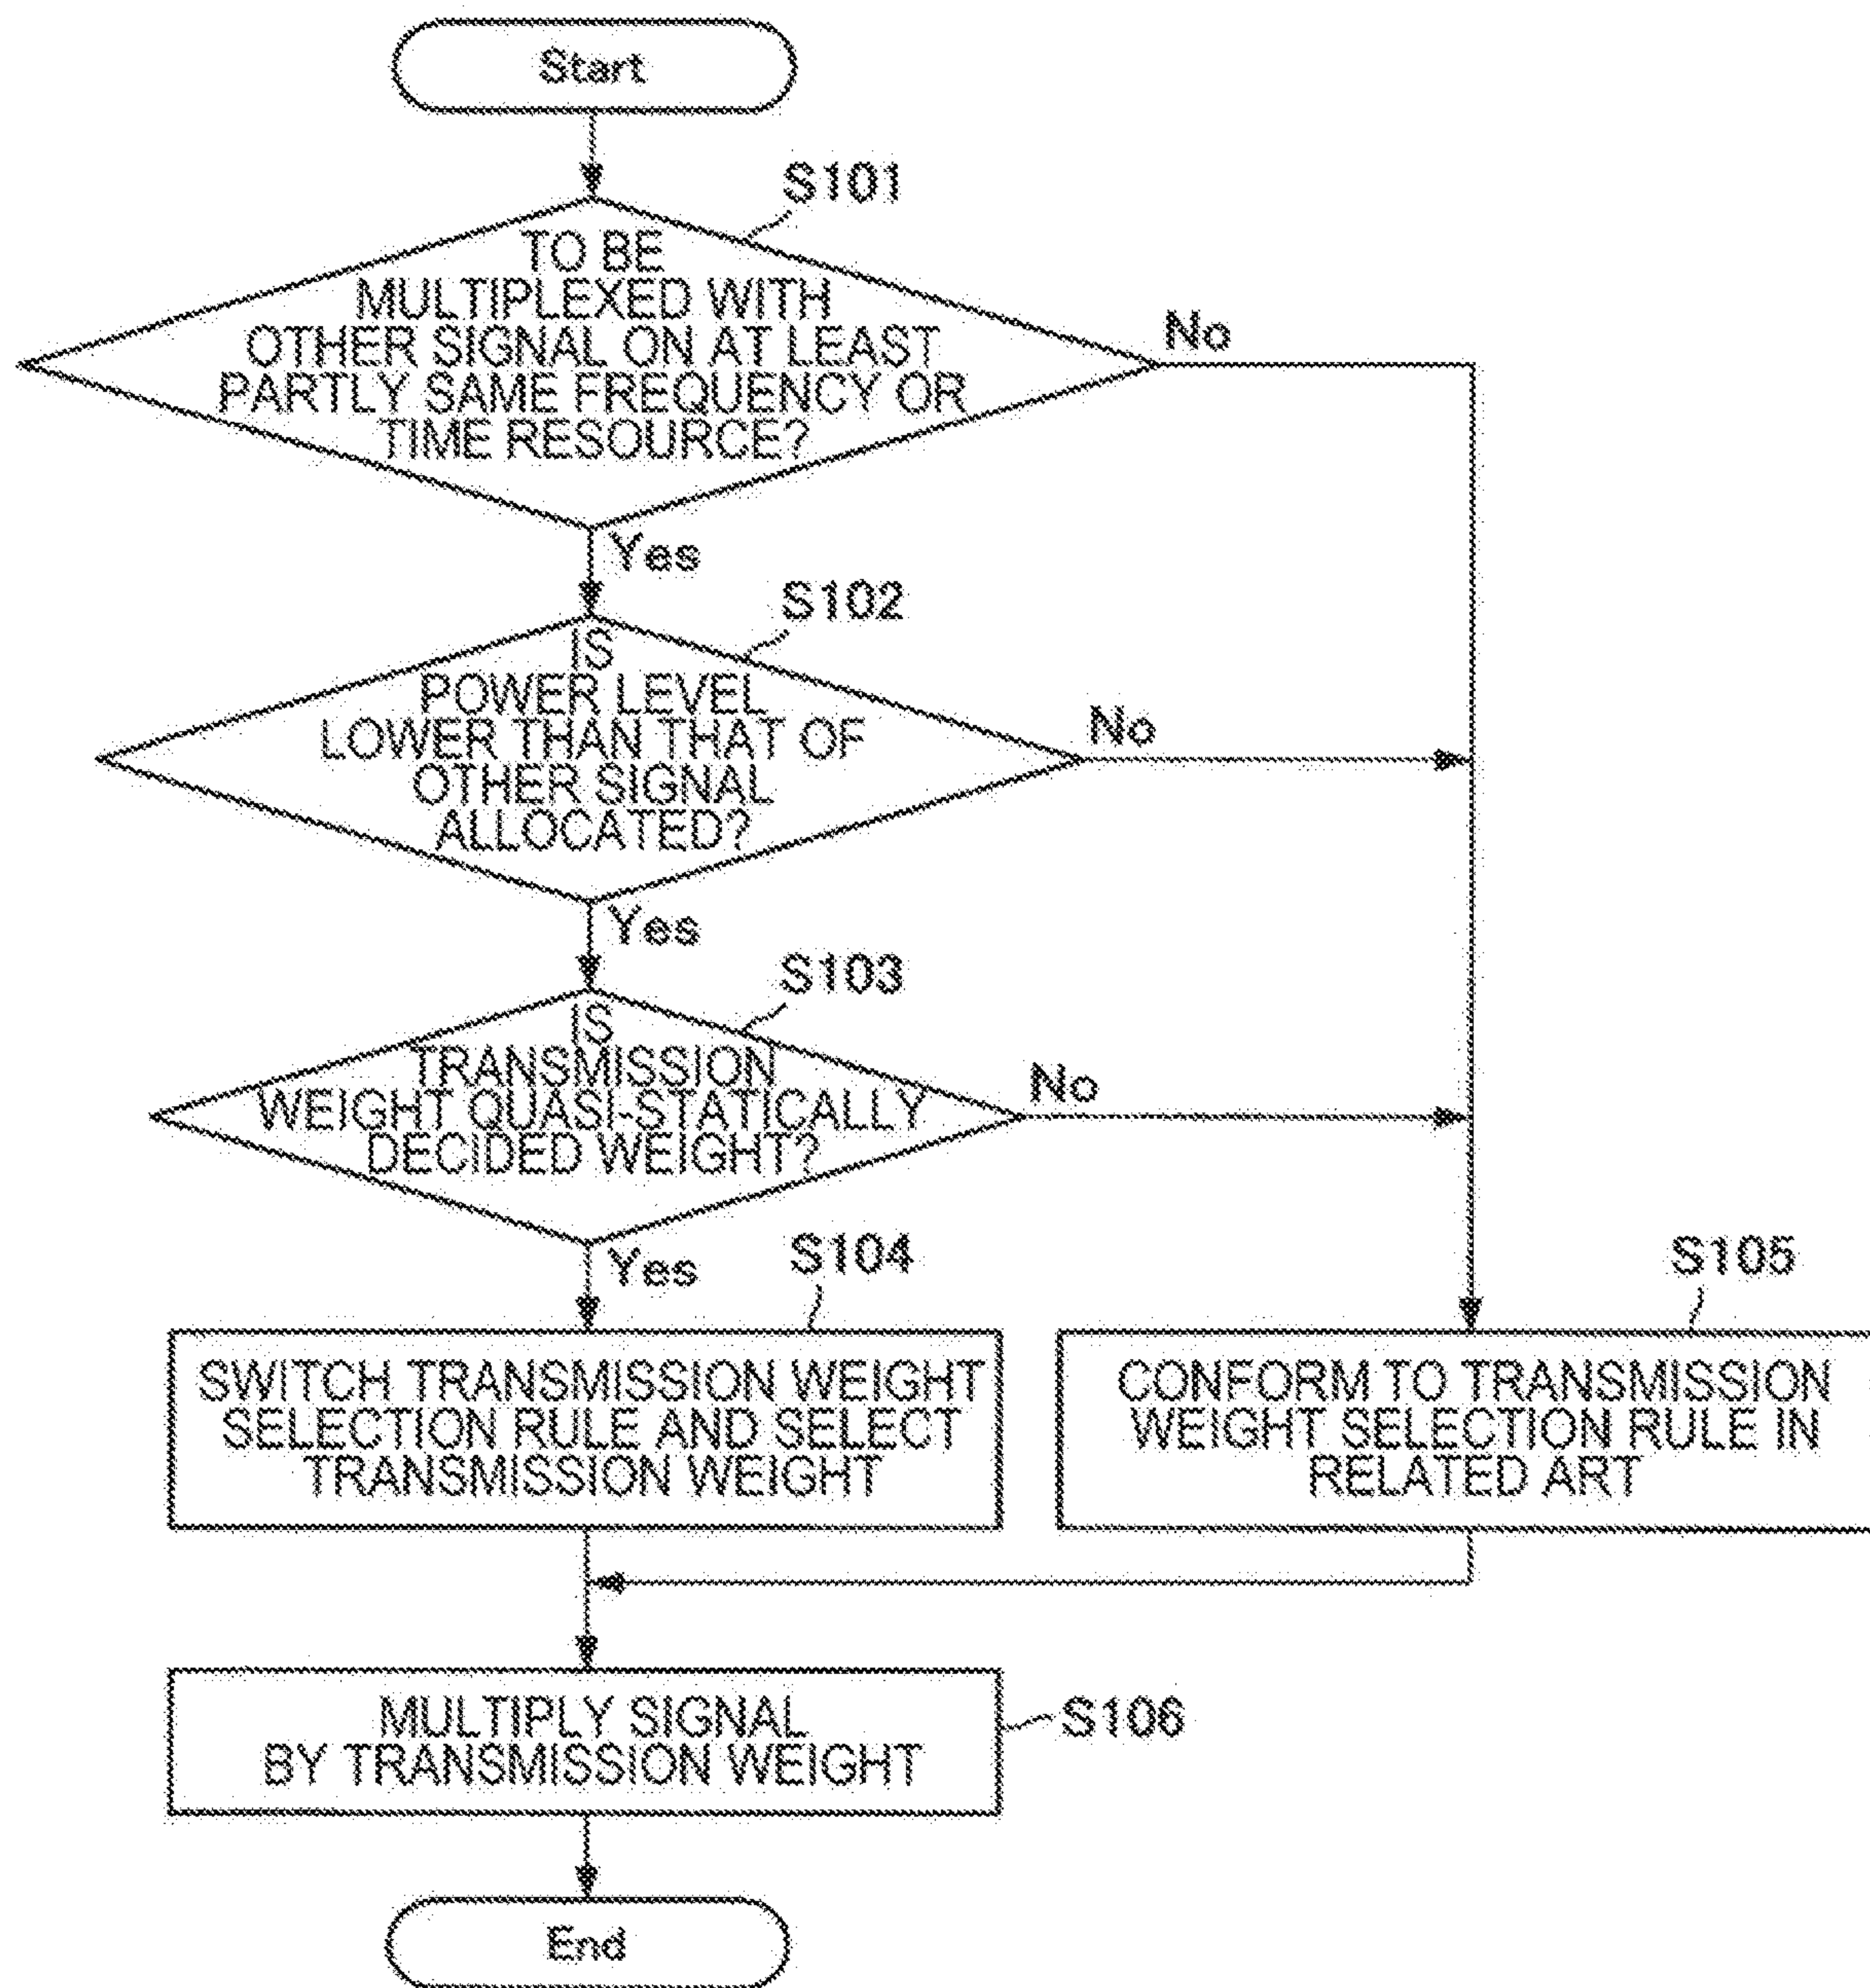 Start
S101
TO BE
MULTIPLEXED WITH
OTHER SIGNAL ON AT LEAST
PARTLY SAME FREQUENCY OR
TIME RESOURCE?
No
Yes
S102
IS
POWER LEVEL
LOWER THAN THAT OF
OTHER SIGNAL
ALLOCATED?
No
Yes
S103
IS
TRANSMISSION
WEIGHT QUASI-STATICALLY
DECIDED WEIGHT?
No
Yes
S104
SWITCH TRANSMISSION WEIGHT
SELECTION RULE AND SELECT
TRANSMISSION WEIGHT
S105
CONFORM TO TRANSMISSION
WEIGHT SELECTION RULE IN
RELATED ART
MULTIPLY SIGNAL
BY TRANSMISSION WEIGHT
S106
End